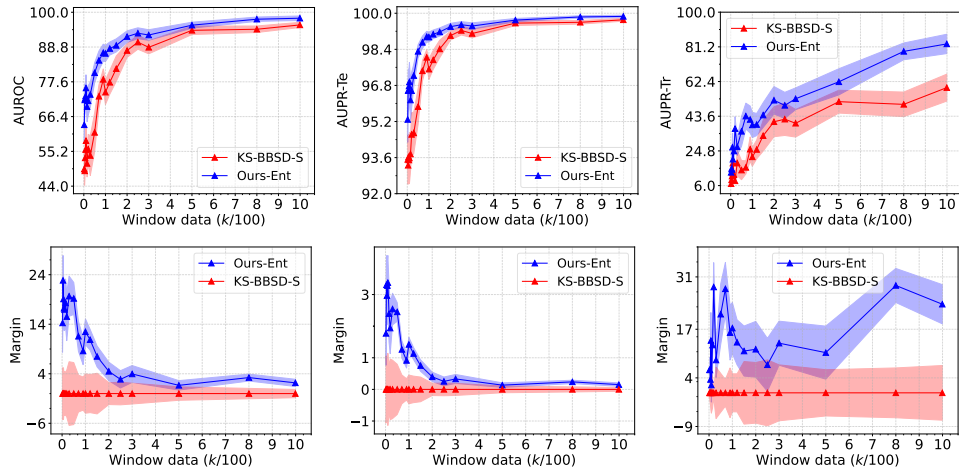 100.0
98.4
96.8
95.2
93.6
92.0
AUPR-Te
KS-BBSD-S
Ours-Ent
0 1 2 3 4 5 6 7 8 9 10
Window data (k/100)
100.0
88.8
77.6
66.4
55.2
44.0
AUROC
KS-BBSD-S
Ours-Ent
0 1 2 3 4 5 6 7 8 9 10
Window data (k/100)
100.0
81.2
62.4
43.6
24.8
6.0
AUPR-Tr
KS-BBSD-S
Ours-Ent
0 1 2 3 4 5 6 7 8 9 10
Window data (k/100)
24
14
4
−6
Margin
Ours-Ent
KS-BBSD-S
0 1 2 3 4 5 6 7 8 9 10
Window data (k/100)
3
1
0
−1
Margin
Ours-Ent
KS-BBSD-S
0 1 2 3 4 5 6 7 8 9 10
Window data (k/100)
31
17
4
−9
Margin
Ours-Ent
KS-BBSD-S
0 1 2 3 4 5 6 7 8 9 10
Window data (k/100)